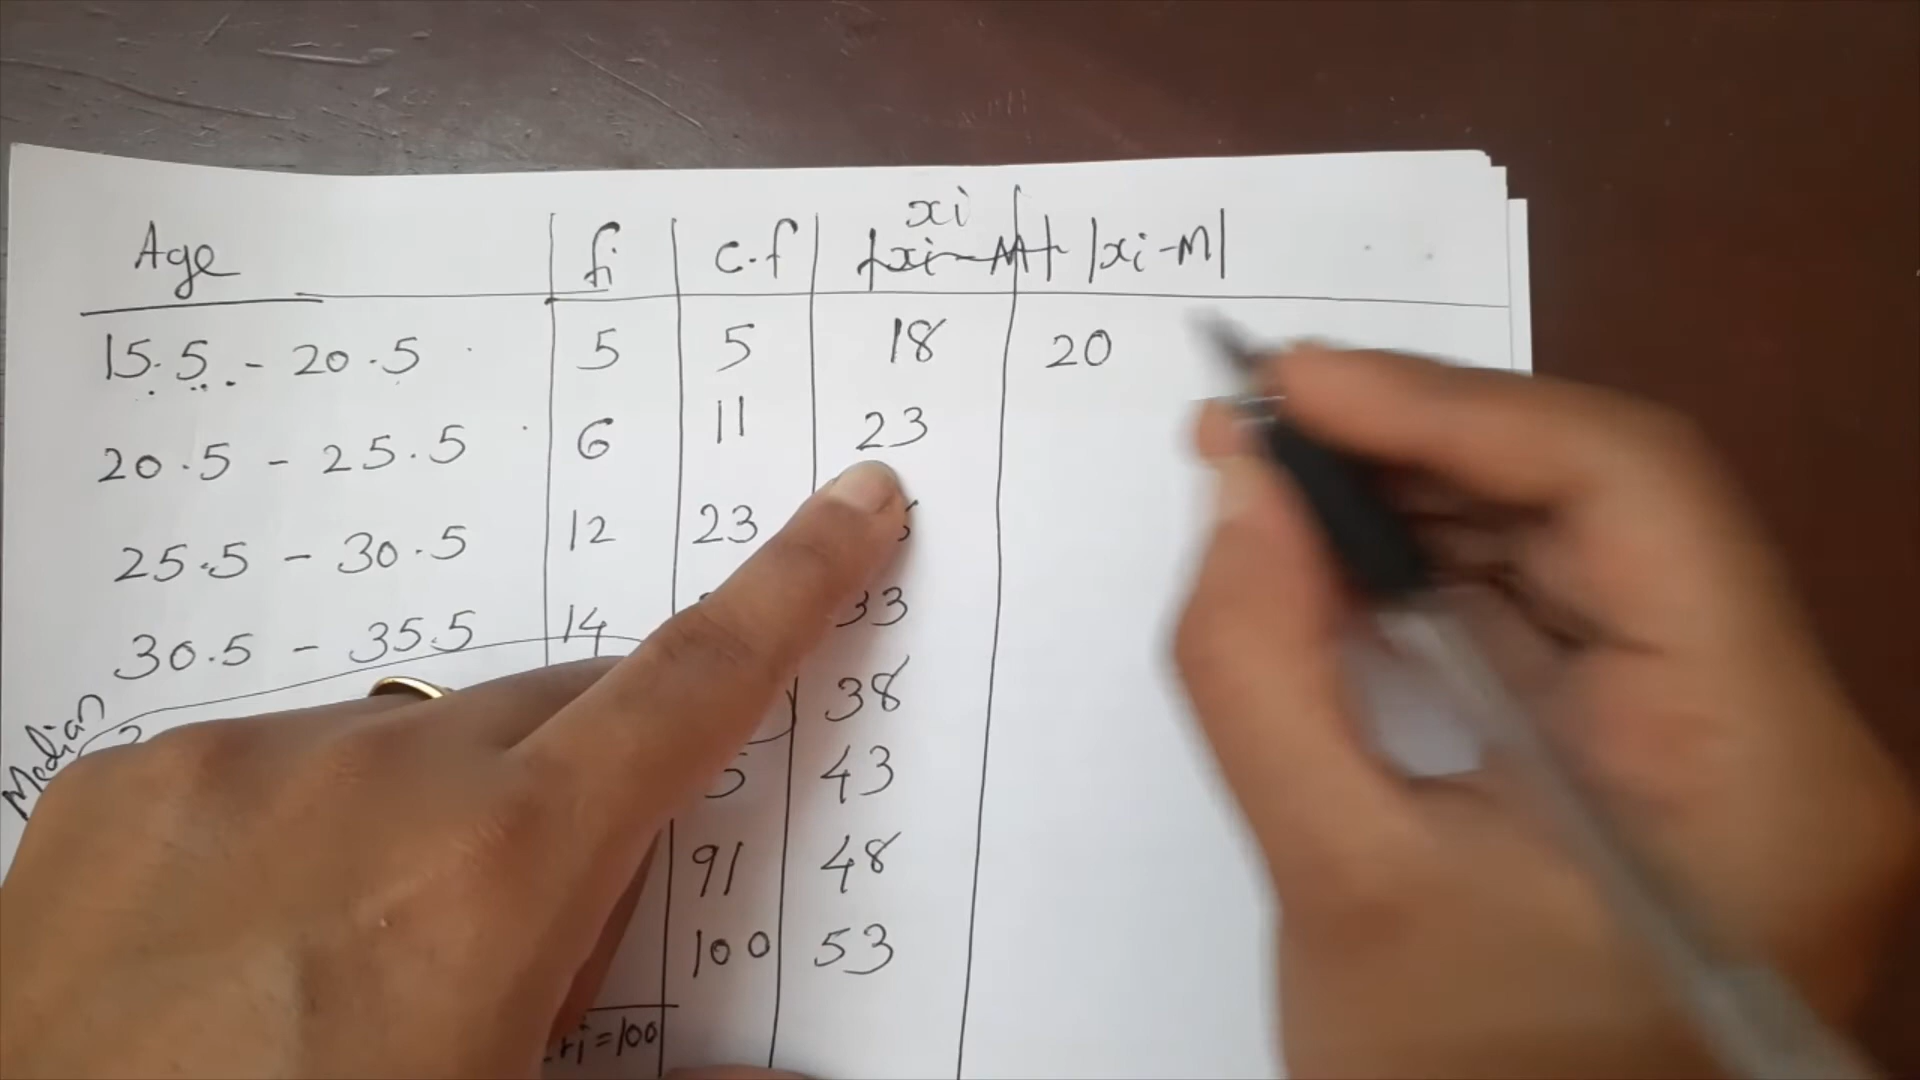 Age fi c.f xi |xi-M|
15.5 - 20.5 5 5 18 20
20.5 - 25.5 6 11 23
25.5 - 30.5 12 23
30.5 - 35.5 14 33
Median 38
43
91 48
100 53
fi=100